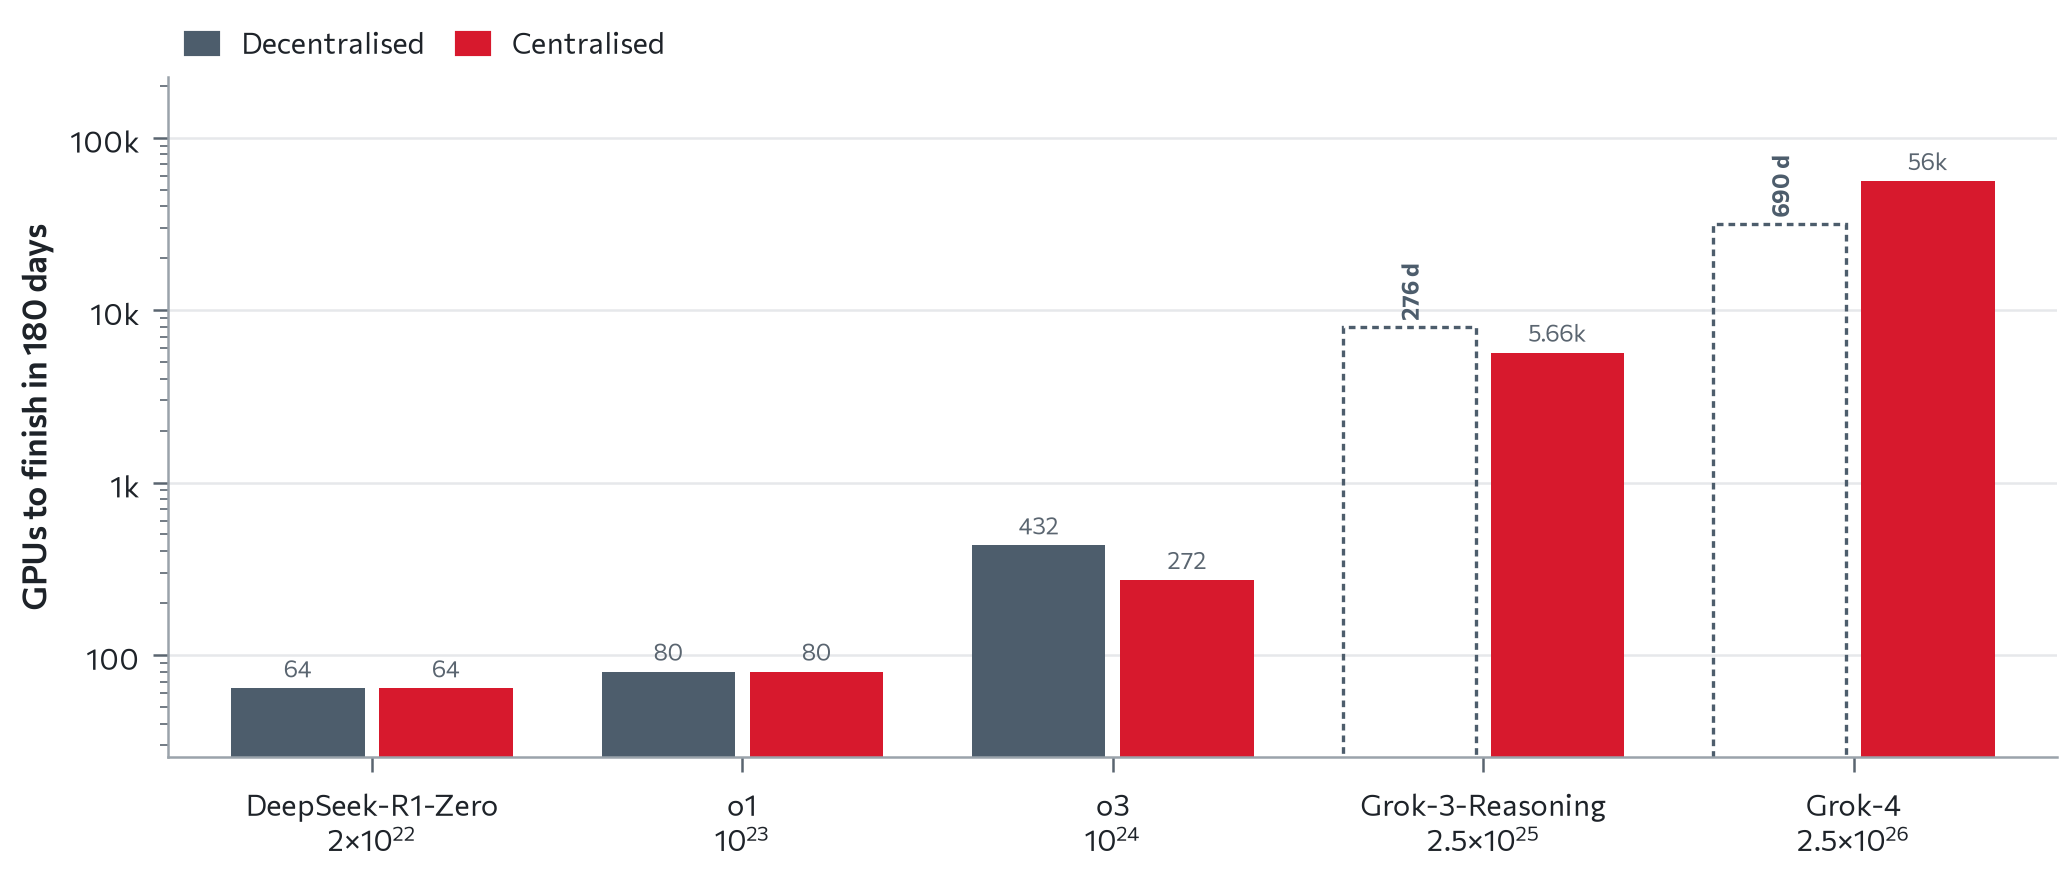 Decentralised
Centralised
GPUs to finish in 180 days
100k
10k
1k
100
64
64
80
80
432
272
276 d
5.66k
690 d
56k
DeepSeek-R1-Zero
2×10²²
o1
10²³
o3
10²⁴
Grok-3-Reasoning
2.5×10²⁵
Grok-4
2.5×10²⁶